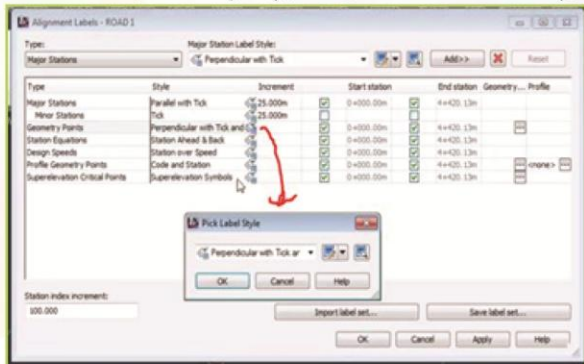 Alignment Labels - ROAD 1
Type: Major Station Label Style:
Major Stations Perpendicular with Tick Add>> Reset
Type Style Increment Start station End station Geometry... Profile
Major Stations Parallel with Tick 25.000m 0+000.00m 4+420.13m
Minor Stations Tick 25.000m 0+000.00m 4+420.13m
Geometry Points Perpendicular with Tick and 0+000.00m 4+420.13m
Station Equations Station Ahead & Back 0+000.00m 4+420.13m
Design Speeds Station over Speed 0+000.00m 4+420.13m
Profile Geometry Points Code and Station 0+000.00m 4+420.13m <none>
Superelevation Critical Points Superelevation Symbols 0+000.00m 4+420.13m
Pick Label Style
Perpendicular with Tick ar
OK Cancel Help
Station index increment:
100.000 Import label set... Save label set...
OK Cancel Apply Help